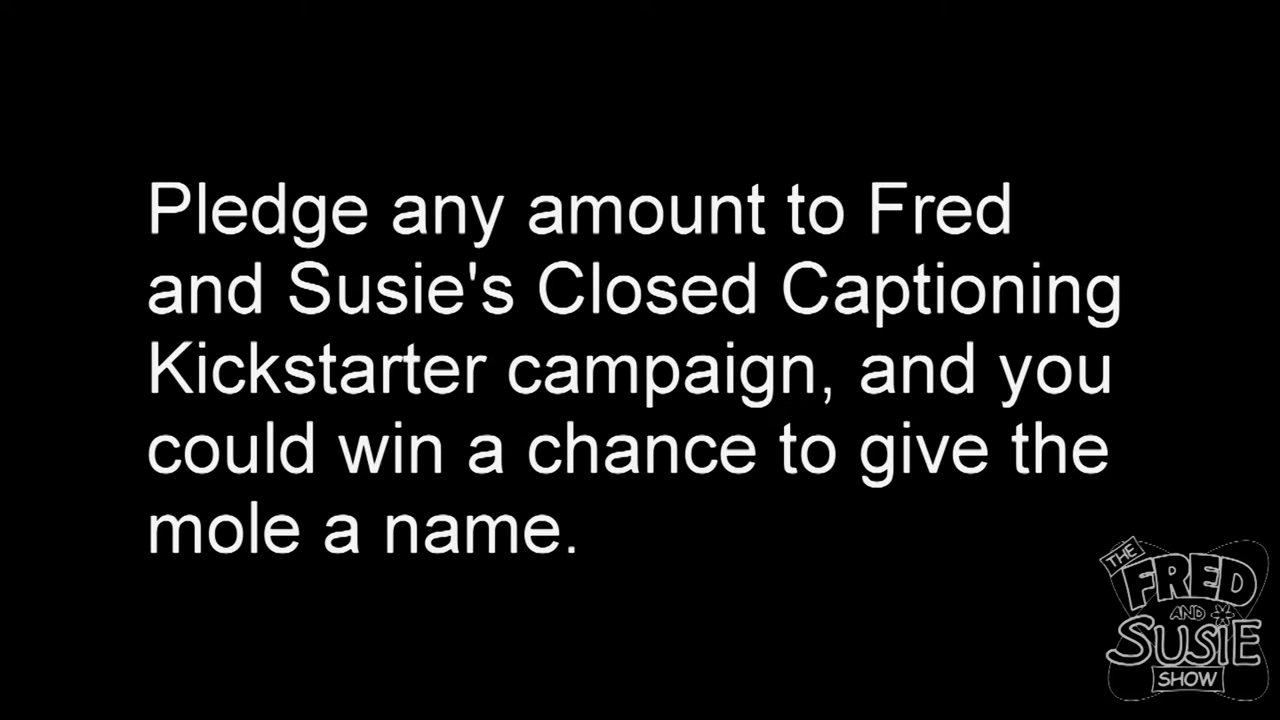 Pledge any amount to Fred
and Susie's Closed Captioning
Kickstarter campaign, and you
could win a chance to give the
mole a name.
THE
FRED
AND
SUSiE
SHOW